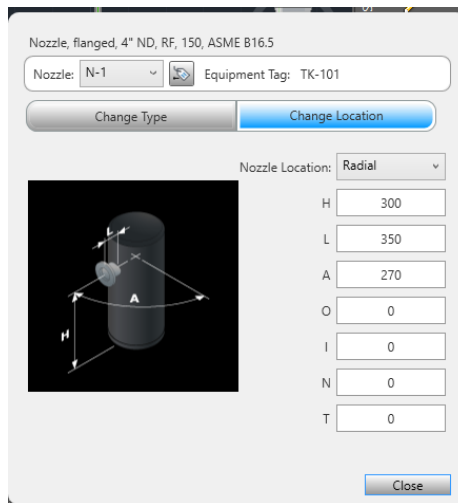 Nozzle, flanged, 4" ND, RF, 150, ASME B16.5
Nozzle: N-1 Equipment Tag: TK-101
Change Type Change Location
Nozzle Location: Radial
H 300
L 350
A 270
O 0
I 0
N 0
T 0
L
A
H
Close